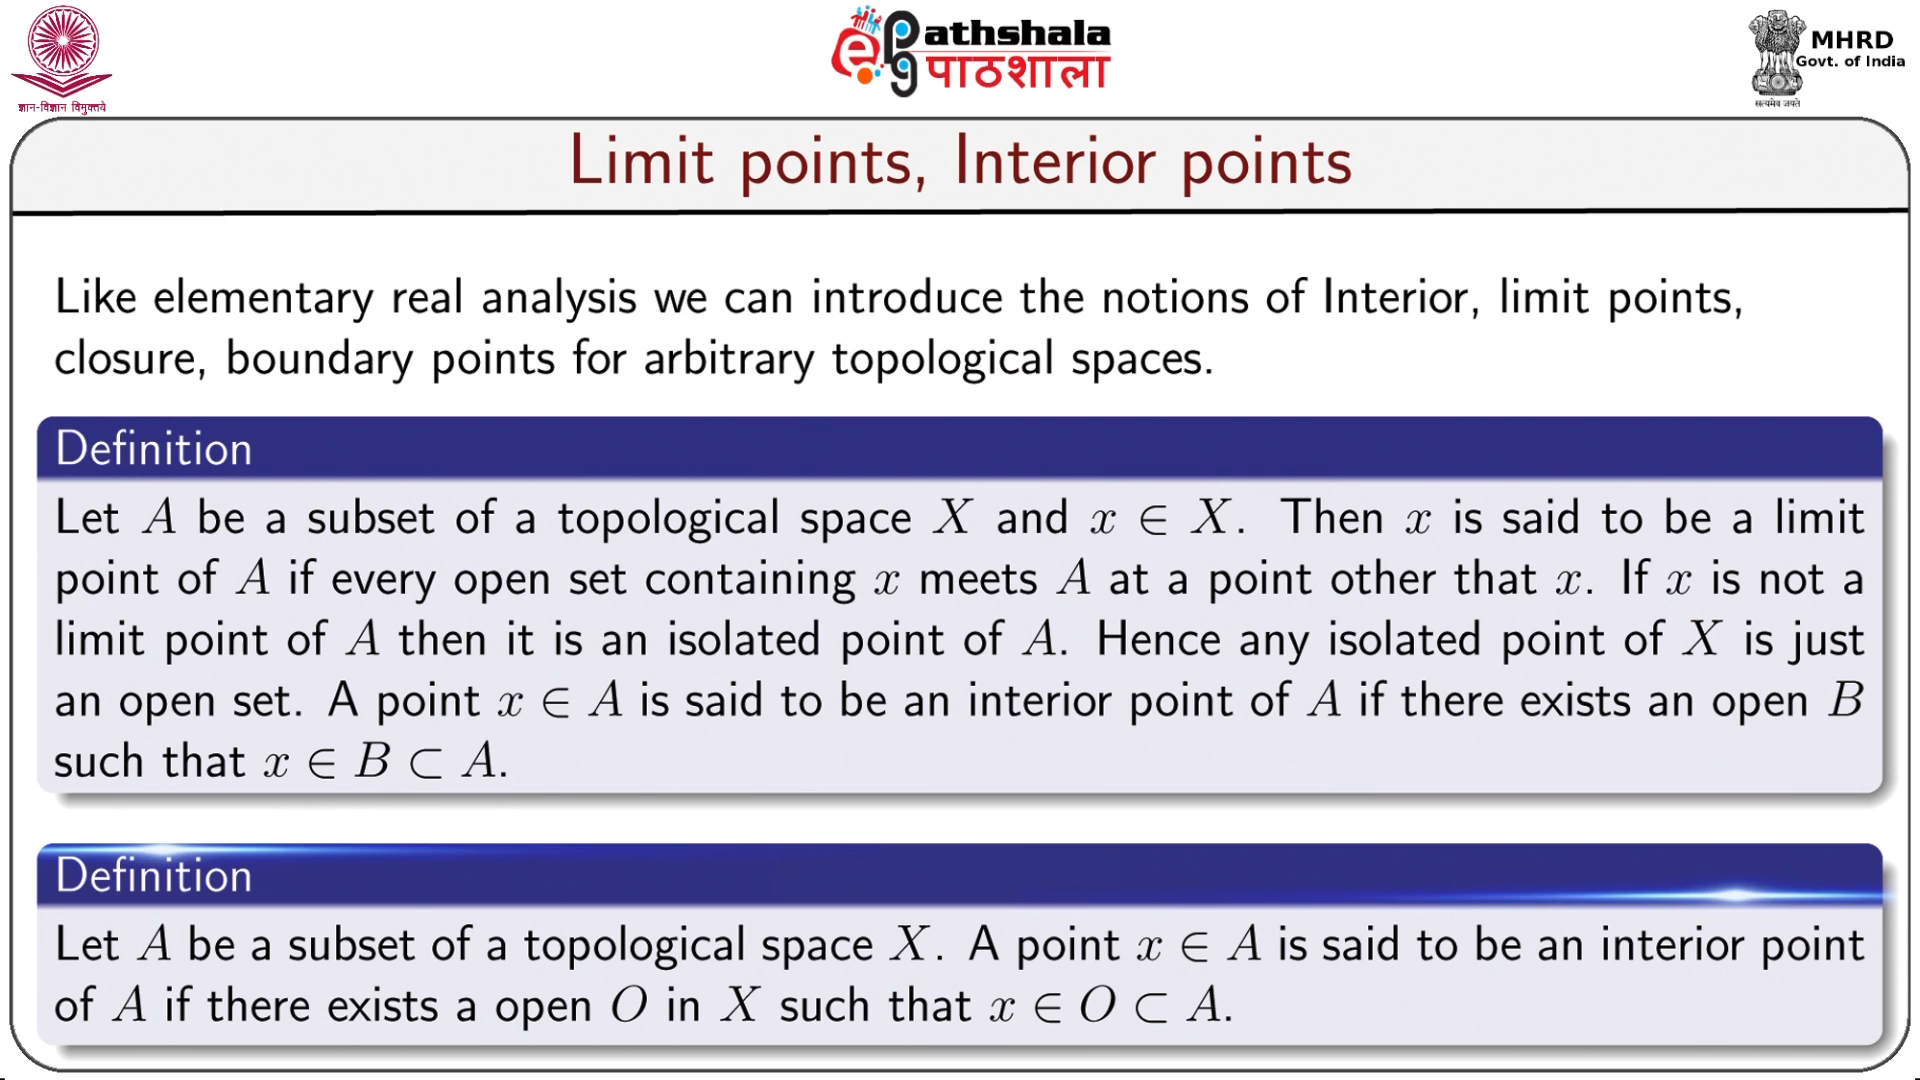 ज्ञान-विज्ञान विमुक्तये
ePG Pathshala
पाठशाला
MHRD
Govt. of India
सत्यमेव जयते
Limit points, Interior points
Like elementary real analysis we can introduce the notions of Interior, limit points,
closure, boundary points for arbitrary topological spaces.
Definition
Let A be a subset of a topological space X and x ∈ X. Then x is said to be a limit
point of A if every open set containing x meets A at a point other that x. If x is not a
limit point of A then it is an isolated point of A. Hence any isolated point of X is just
an open set. A point x ∈ A is said to be an interior point of A if there exists an open B
such that x ∈ B ⊂ A.
Definition
Let A be a subset of a topological space X. A point x ∈ A is said to be an interior point
of A if there exists a open O in X such that x ∈ O ⊂ A.